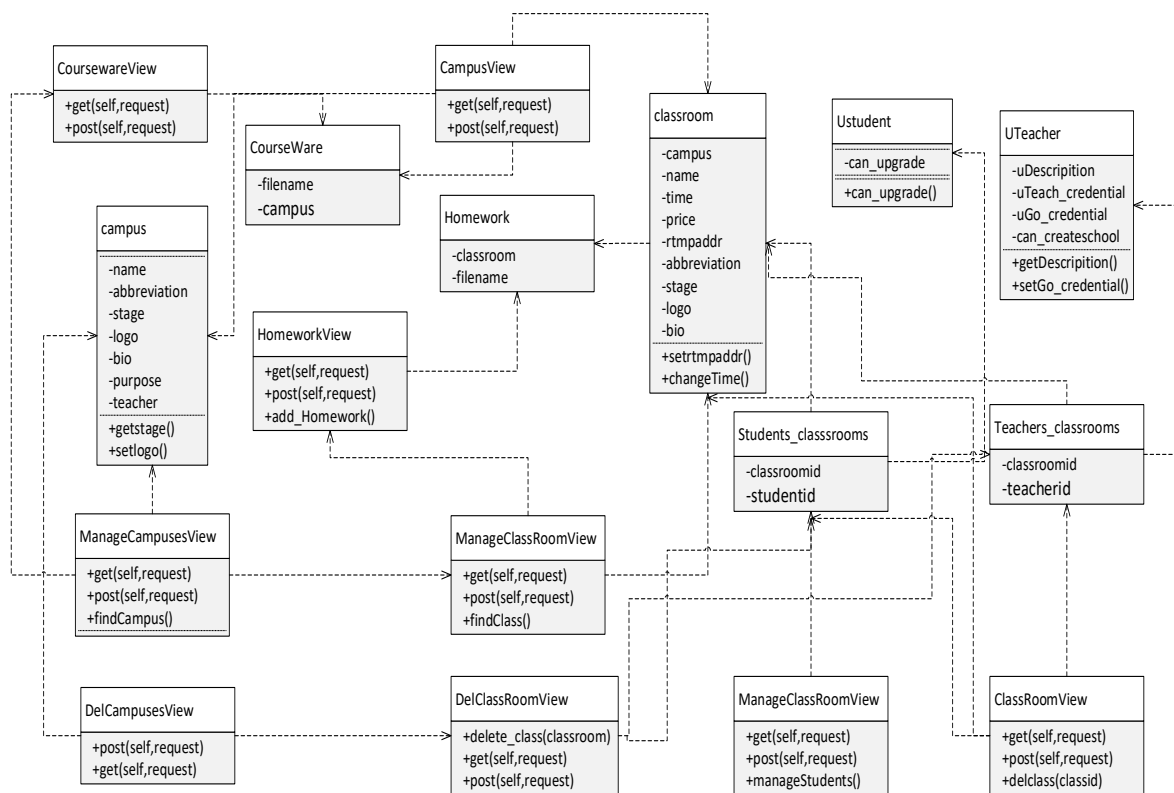 CoursewareView
+get(self,request)
+post(self,request)
CampusView
+get(self,request)
+post(self,request)
CourseWare
-filename
-campus
classroom
-campus
-name
-time
-price
-rtmpaddr
-abbreviation
-stage
-logo
-bio
+setrtmpaddr()
+changeTime()
Ustudent
-can_upgrade
+can_upgrade()
UTeacher
-uDescripition
-uTeach_credential
-uGo_credential
-can_createschool
+getDescripition()
+setGo_credential()
campus
-name
-abbreviation
-stage
-logo
-bio
-purpose
-teacher
+getstage()
+setlogo()
Homework
-classroom
-filename
HomeworkView
+get(self,request)
+post(self,request)
+add_Homework()
Students_classsrooms
-classroomid
-studentid
Teachers_classrooms
-classroomid
-teacherid
ManageCampusesView
+get(self,request)
+post(self,request)
+findCampus()
ManageClassRoomView
+get(self,request)
+post(self,request)
+findClass()
DelCampusesView
+post(self,request)
+get(self,request)
DelClassRoomView
+delete_class(classroom)
+get(self,request)
+post(self,request)
ManageClassRoomView
+get(self,request)
+post(self,request)
+manageStudents()
ClassRoomView
+get(self,request)
+post(self,request)
+delclass(classid)